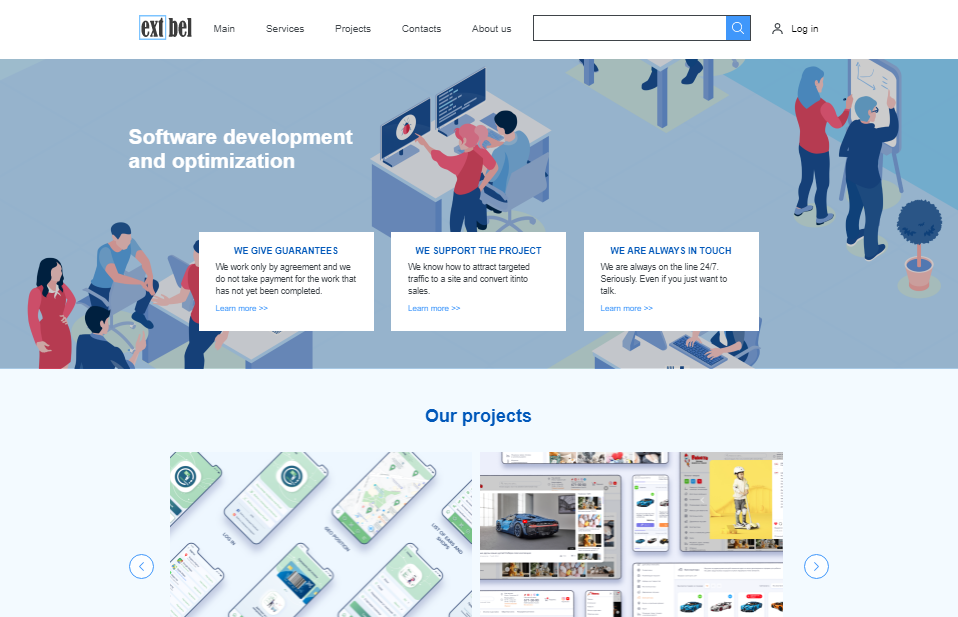 ext bel
Main
Services
Projects
Contacts
About us
Log in
Software development
and optimization
WE GIVE GUARANTEES
We work only by agreement and we
do not take payment for the work that
has not yet been completed.
Learn more >>
WE SUPPORT THE PROJECT
We know how to attract targeted
traffic to a site and convert itinto
sales.
Learn more >>
WE ARE ALWAYS IN TOUCH
We are always on the line 24/7.
Seriously. Even if you just want to
talk.
Learn more >>
Our projects
LOG IN
GEO POSITION
LIST OF FAVS AND
SHOPS